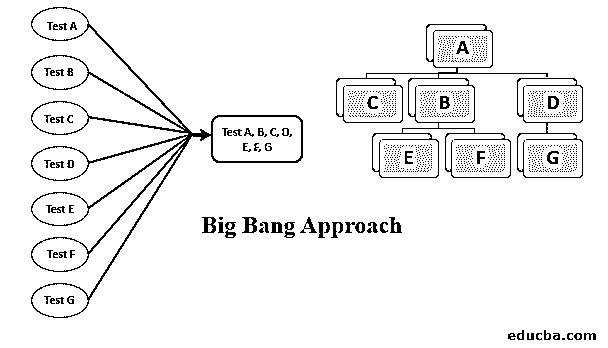 Test A
Test B
Test C
Test D
Test E
Test F
Test G
Test A, B, C, D,
E, F, G
A
C
B
D
E
F
G
Big Bang Approach
educba.com